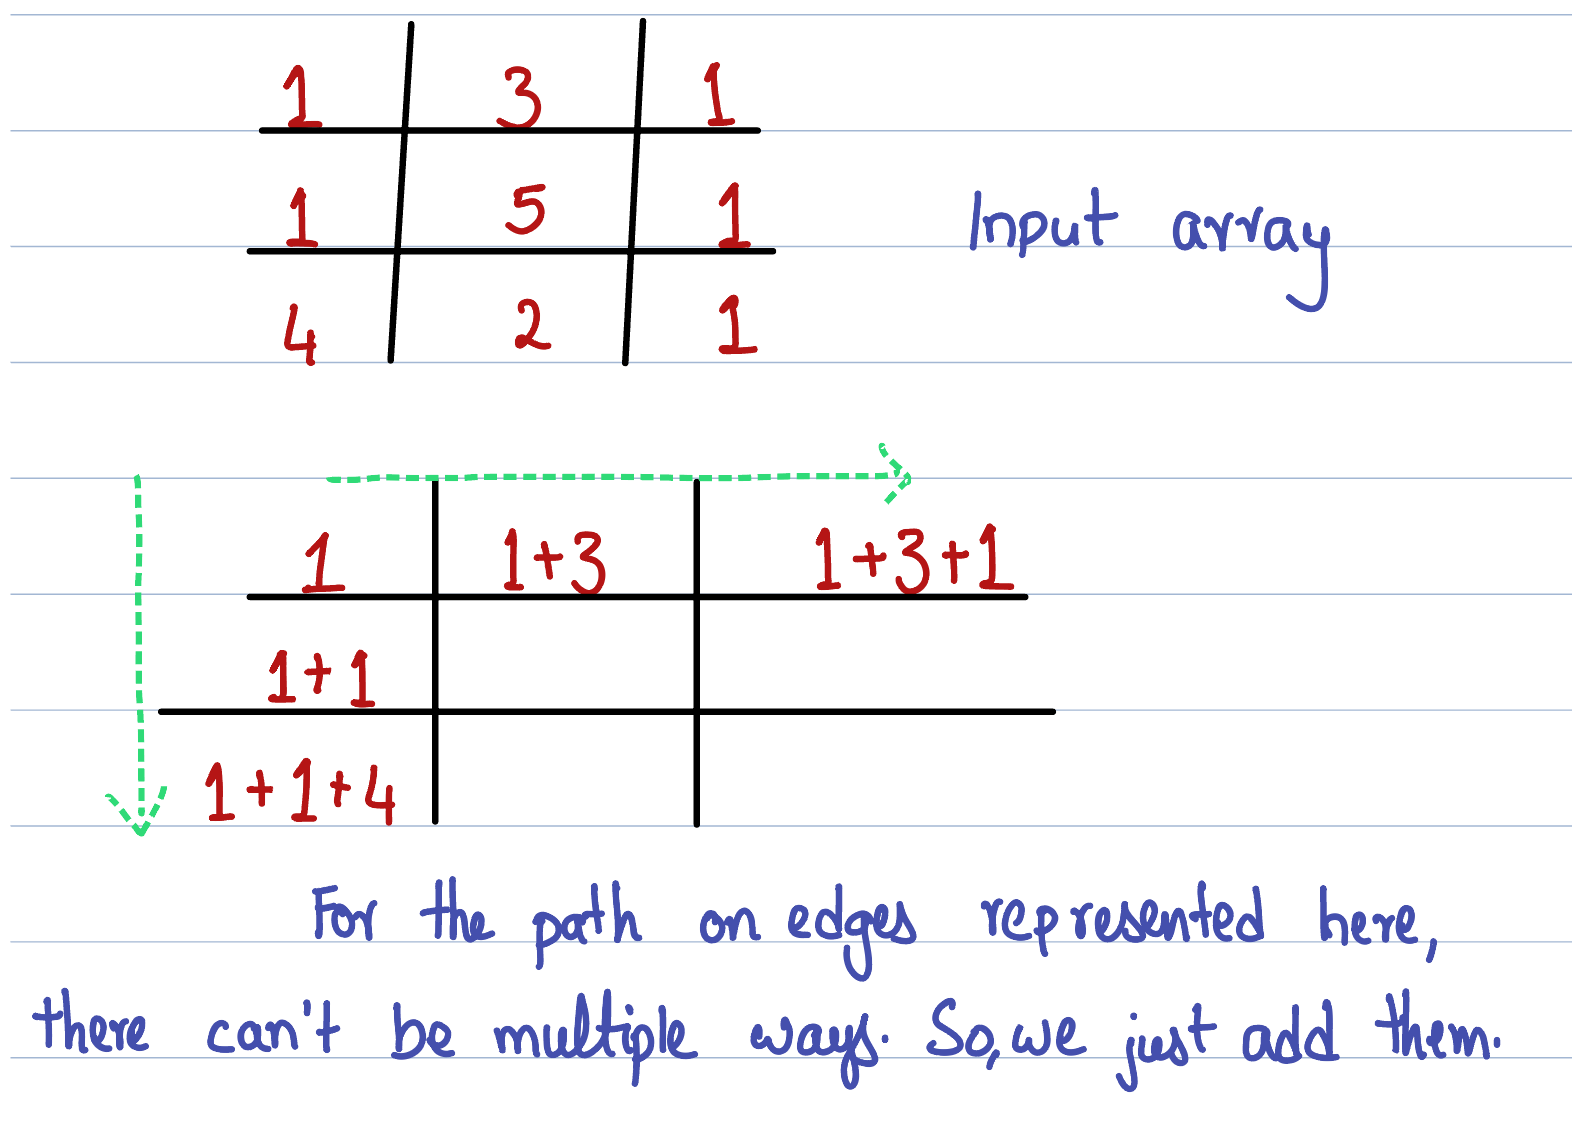 1 3 1
1 5 1
Input array
4 2 1
1 1+3 1+3+1
1+1
1+1+4
For the path on edges represented here,
there can't be multiple ways. So, we just add them.